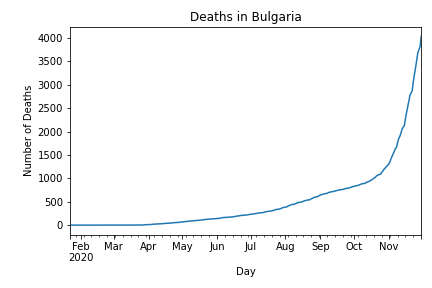 Deaths in Bulgaria
Number of Deaths
4000
3500
3000
2500
2000
1500
1000
500
0
Feb Mar Apr May Jun Jul Aug Sep Oct Nov
2020
Day